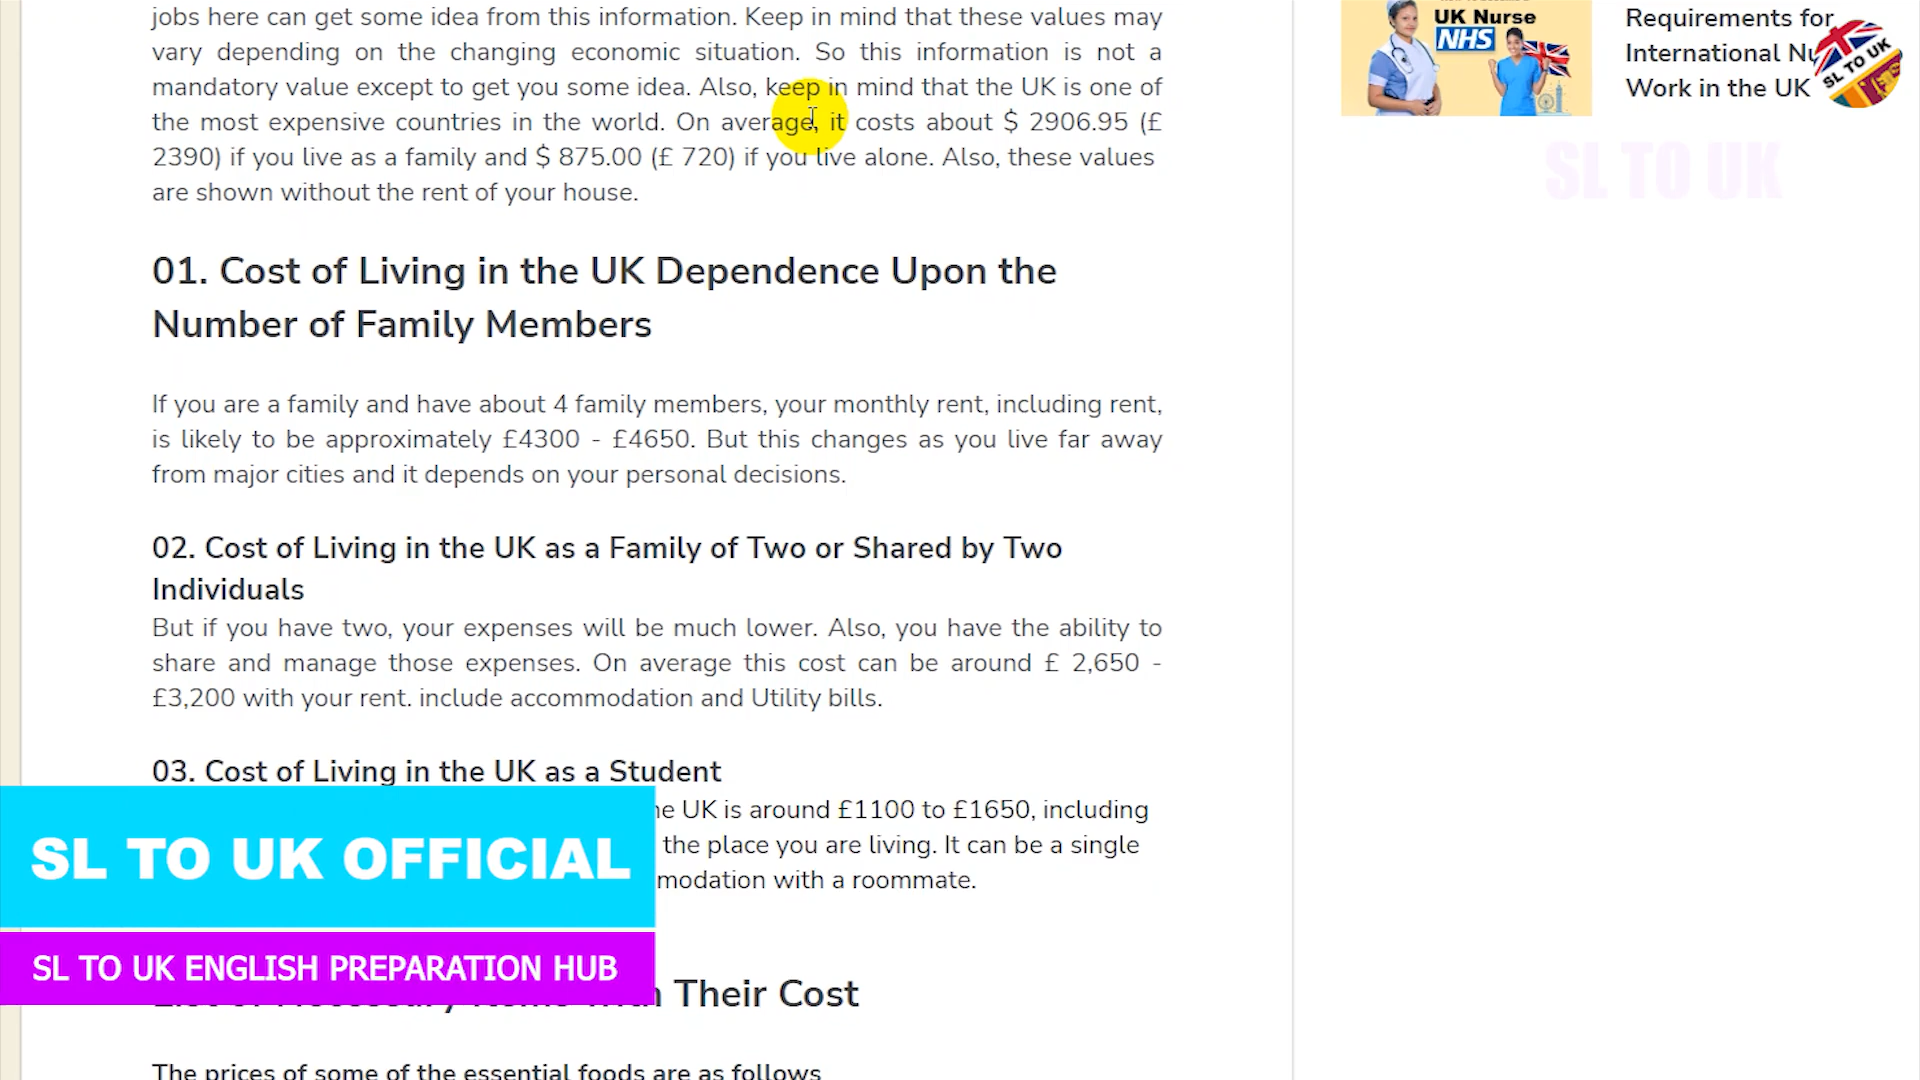 jobs here can get some idea from this information. Keep in mind that these values may
vary depending on the changing economic situation. So this information is not a
mandatory value except to get you some idea. Also, keep in mind that the UK is one of
the most expensive countries in the world. On average, it costs about $ 2906.95 (£
2390) if you live as a family and $ 875.00 (£ 720) if you live alone. Also, these values
are shown without the rent of your house.
01. Cost of Living in the UK Dependence Upon the
Number of Family Members
If you are a family and have about 4 family members, your monthly rent, including rent,
is likely to be approximately £4300 - £4650. But this changes as you live far away
from major cities and it depends on your personal decisions.
02. Cost of Living in the UK as a Family of Two or Shared by Two
Individuals
But if you have two, your expenses will be much lower. Also, you have the ability to
share and manage those expenses. On average this cost can be around £ 2,650 -
£3,200 with your rent. include accommodation and Utility bills.
03. Cost of Living in the UK as a Student
UK is around £1100 to £1650, including
the place you are living. It can be a single
with a roommate.
SL TO UK OFFICIAL
SL TO UK ENGLISH PREPARATION HUB
Their Cost
The prices of some of the essential foods are as follows
UK Nurse
NHS
Requirements for
International
Work in the UK
SL TO UK
SL TO UK